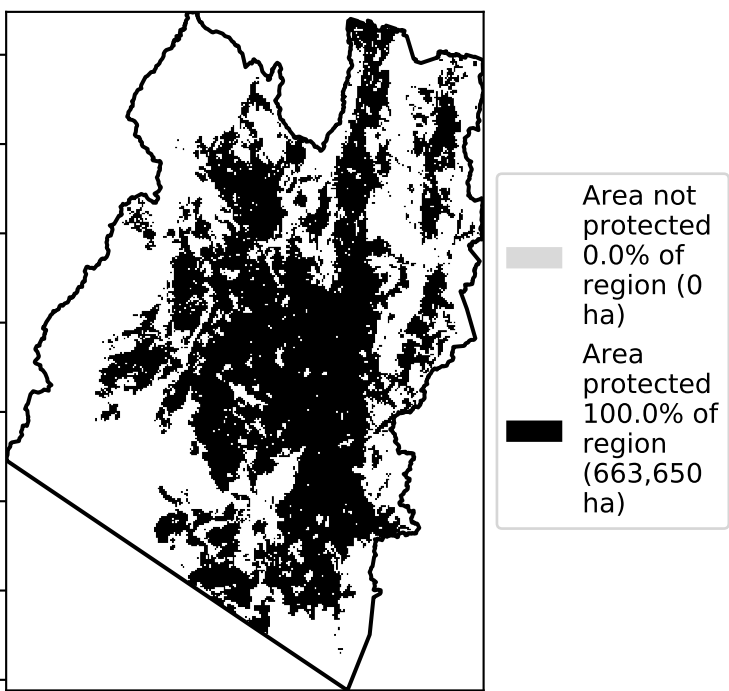 Area not
protected
0.0% of
region (0
ha)
Area
protected
100.0% of
region
(663,650
ha)